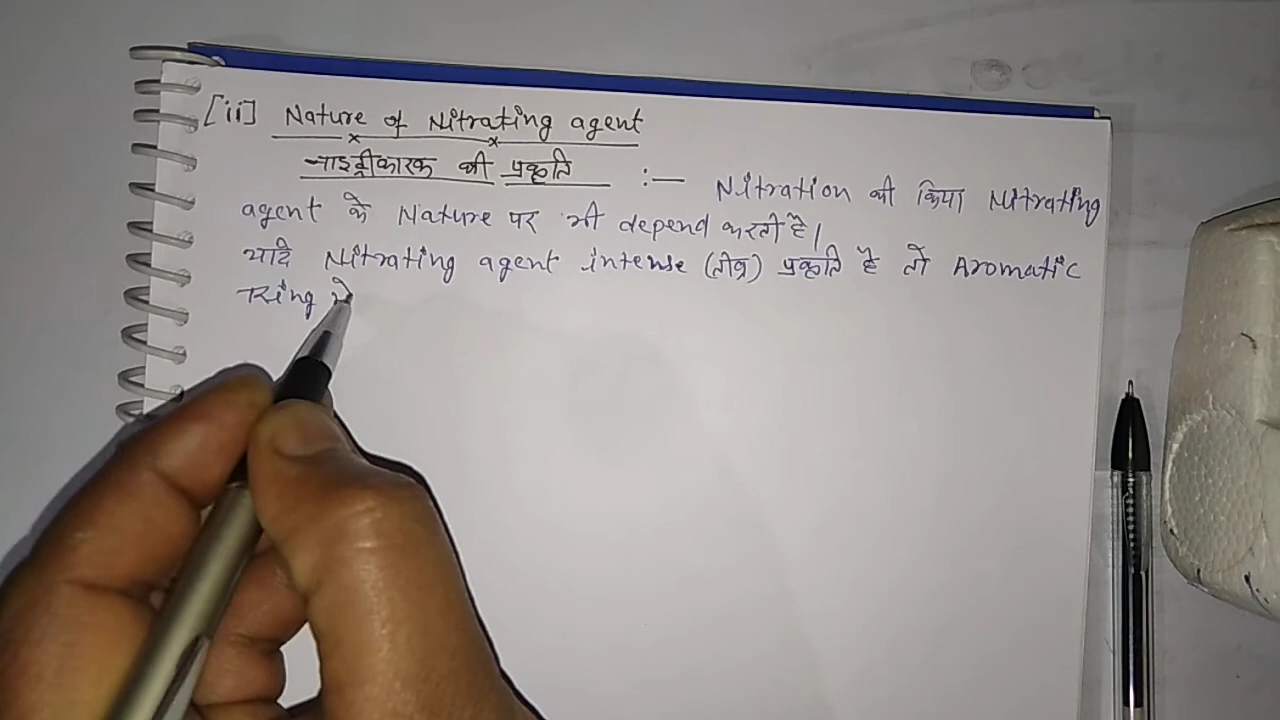 [ii] Nature of Nitrating agent
नाइट्रीकारक की प्रकृति :— Nitration की क्रिया Nitrating
agent के Nature पर भी depend करती है।
यदि Nitrating agent intense (तीव्र) प्रकृति है तो Aromatic
Ring